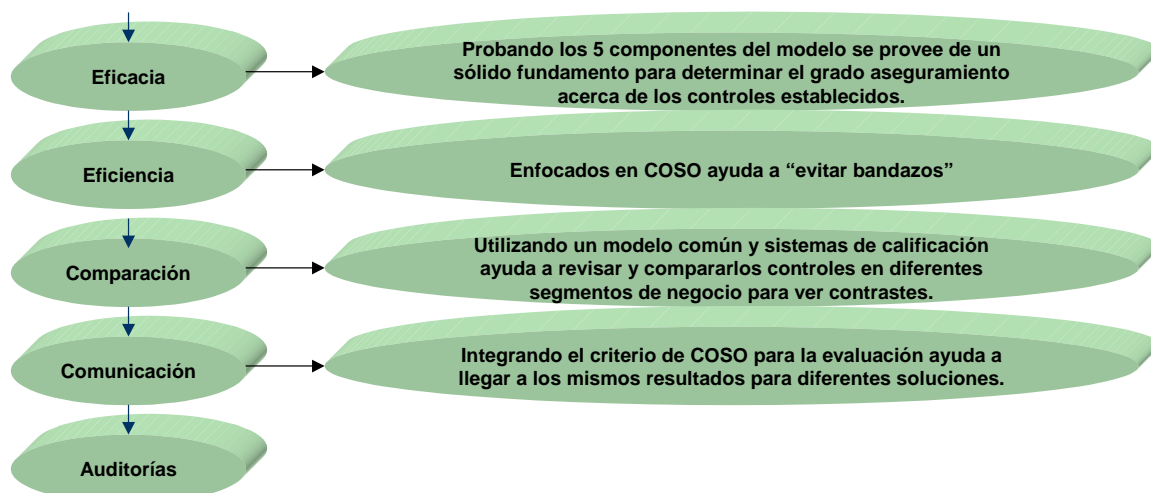 Eficacia
Probando los 5 componentes del modelo se provee de un
sólido fundamento para determinar el grado aseguramiento
acerca de los controles establecidos.
Eficiencia
Enfocados en COSO ayuda a “evitar bandazos”
Comparación
Utilizando un modelo común y sistemas de calificación
ayuda a revisar y compararlos controles en diferentes
segmentos de negocio para ver contrastes.
Comunicación
Integrando el criterio de COSO para la evaluación ayuda a
llegar a los mismos resultados para diferentes soluciones.
Auditorías